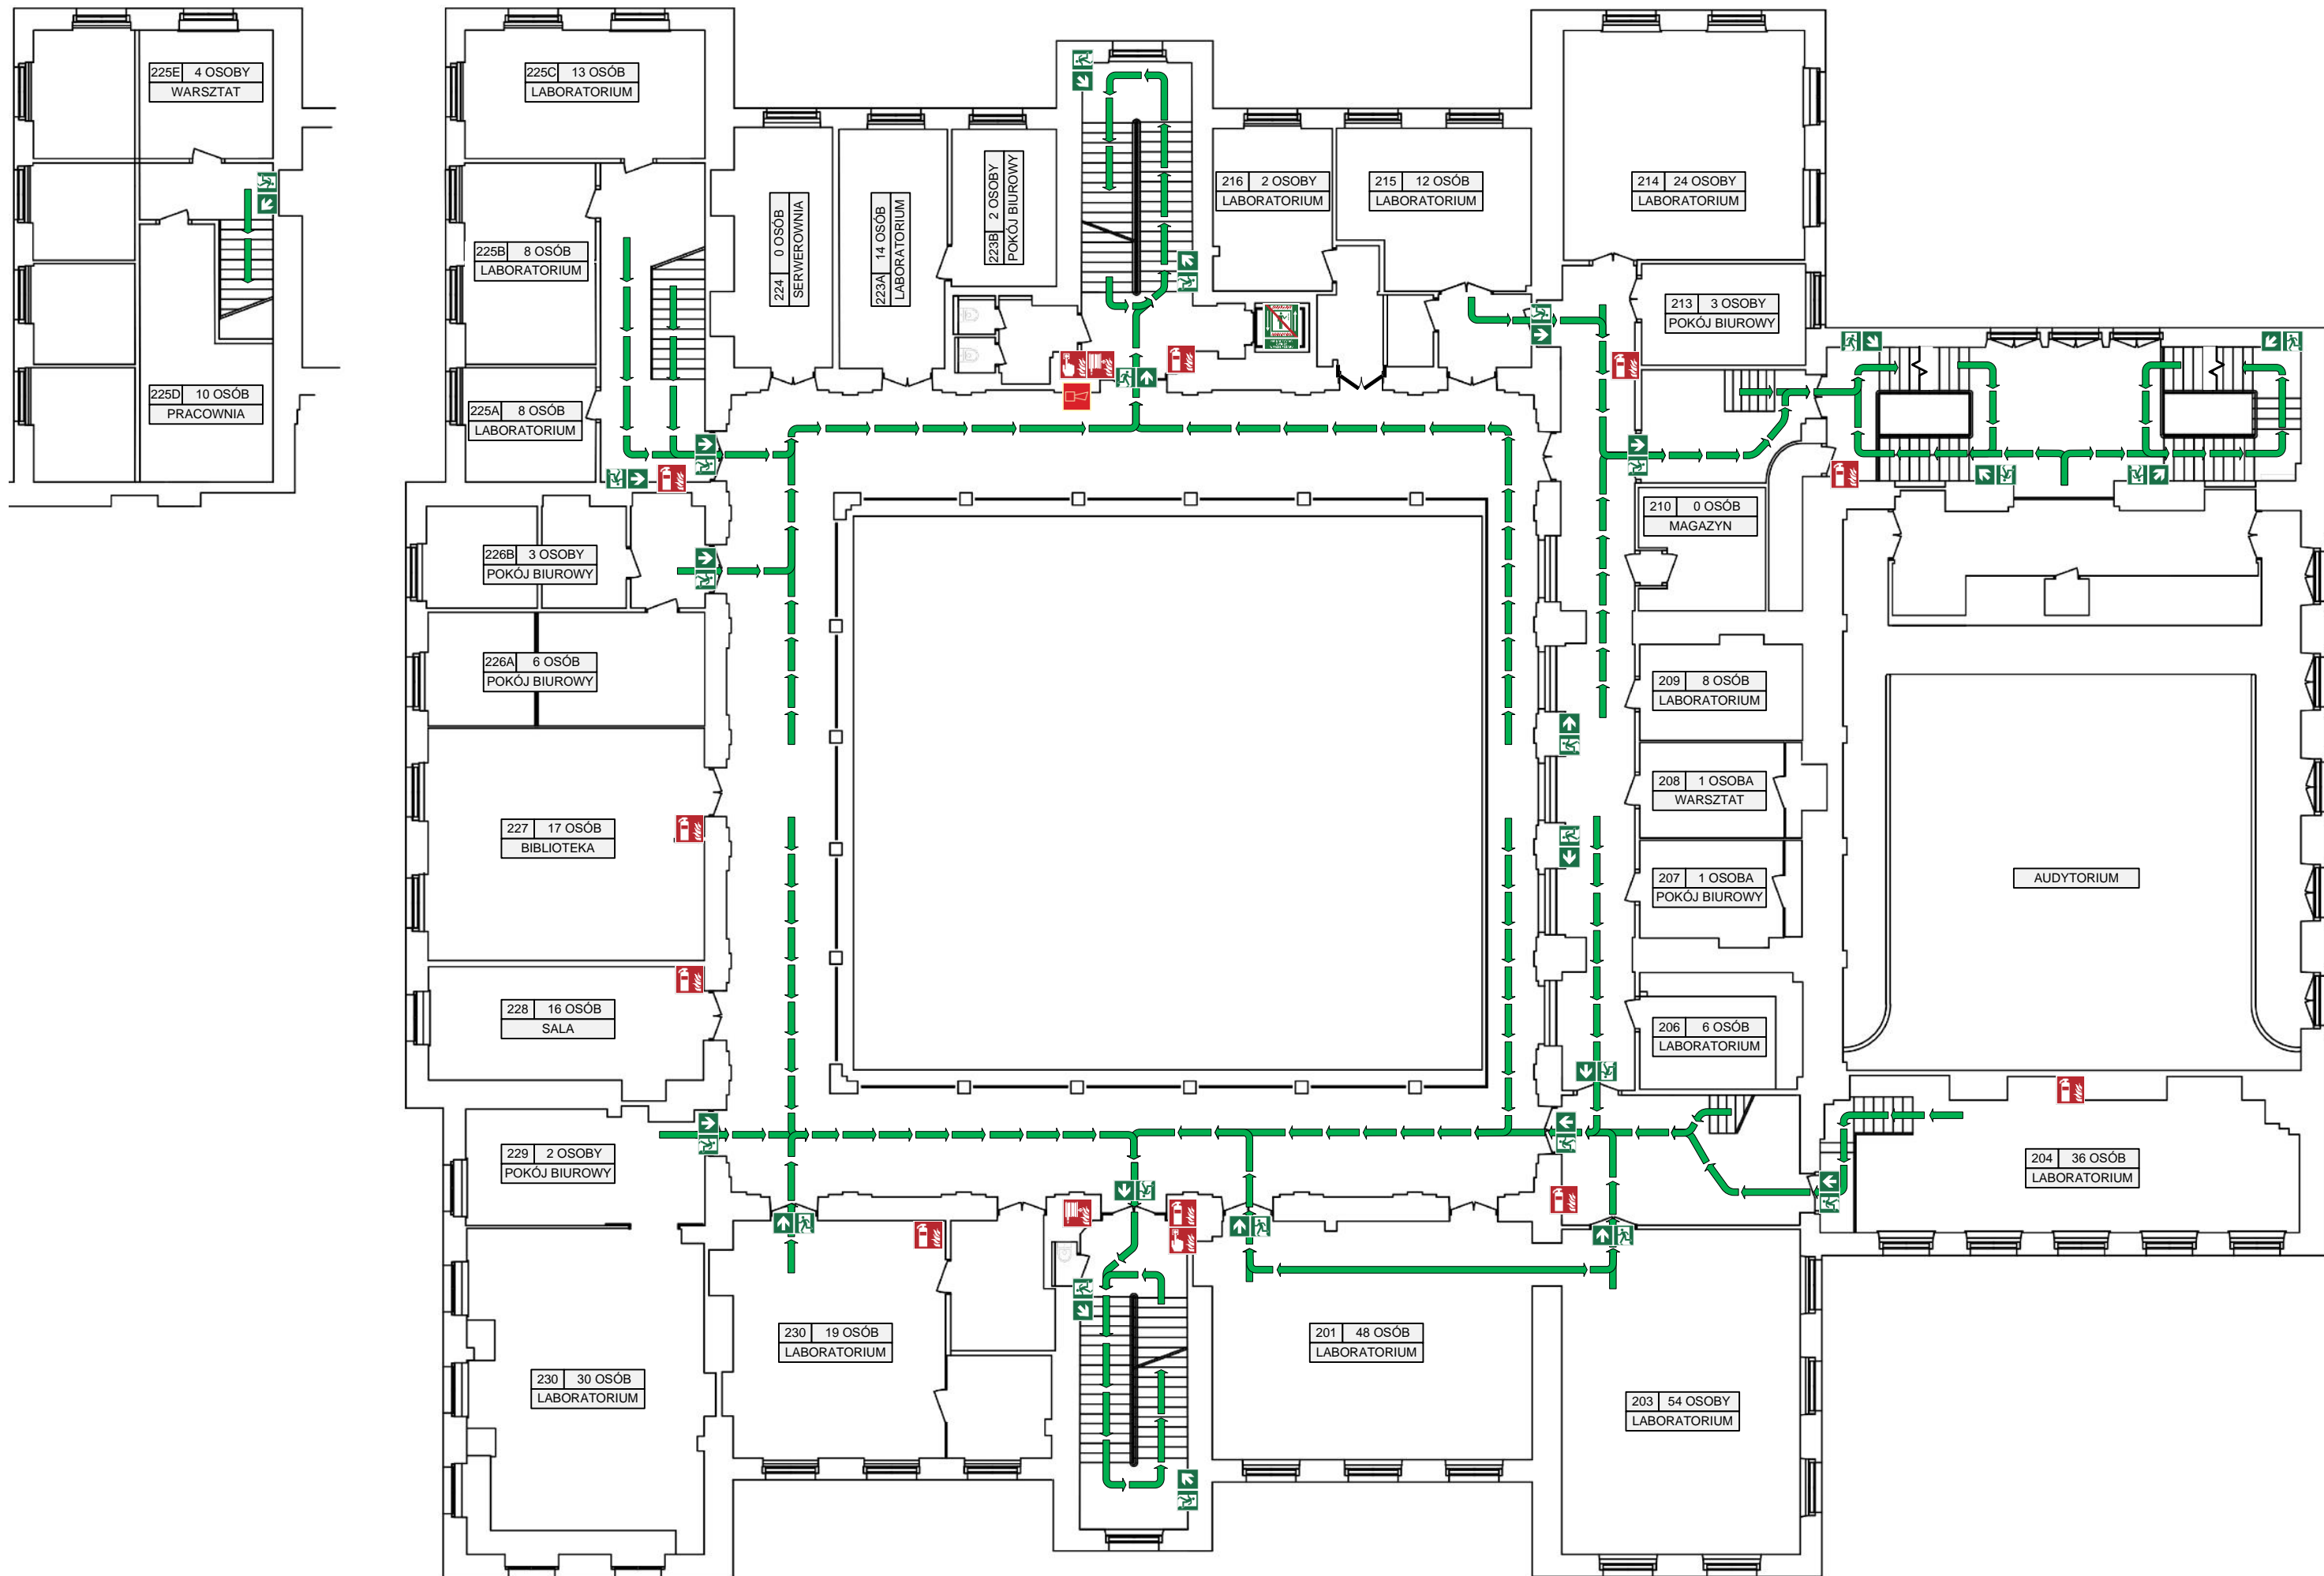 225E 4 OSOBY
WARSZTAT
225C 13 OSÓB
LABORATORIUM
225B 8 OSÓB
LABORATORIUM
225A 8 OSÓB
LABORATORIUM
225D 10 OSÓB
PRACOWNIA
224 0 OSÓB
SERWEROWNIA
223A 14 OSÓB
LABORATORIUM
223B 2 OSOBY
POKÓJ BIUROWY
216 2 OSOBY
LABORATORIUM
215 12 OSÓB
LABORATORIUM
214 24 OSOBY
LABORATORIUM
213 3 OSOBY
POKÓJ BIUROWY
210 0 OSÓB
MAGAZYN
226B 3 OSOBY
POKÓJ BIUROWY
226A 6 OSÓB
POKÓJ BIUROWY
209 8 OSÓB
LABORATORIUM
208 1 OSOBA
WARSZTAT
227 17 OSÓB
BIBLIOTEKA
207 1 OSOBA
POKÓJ BIUROWY
AUDYTORIUM
228 16 OSÓB
SALA
206 6 OSÓB
LABORATORIUM
229 2 OSOBY
POKÓJ BIUROWY
204 36 OSÓB
LABORATORIUM
230 19 OSÓB
LABORATORIUM
201 48 OSÓB
LABORATORIUM
230 30 OSÓB
LABORATORIUM
203 54 OSOBY
LABORATORIUM